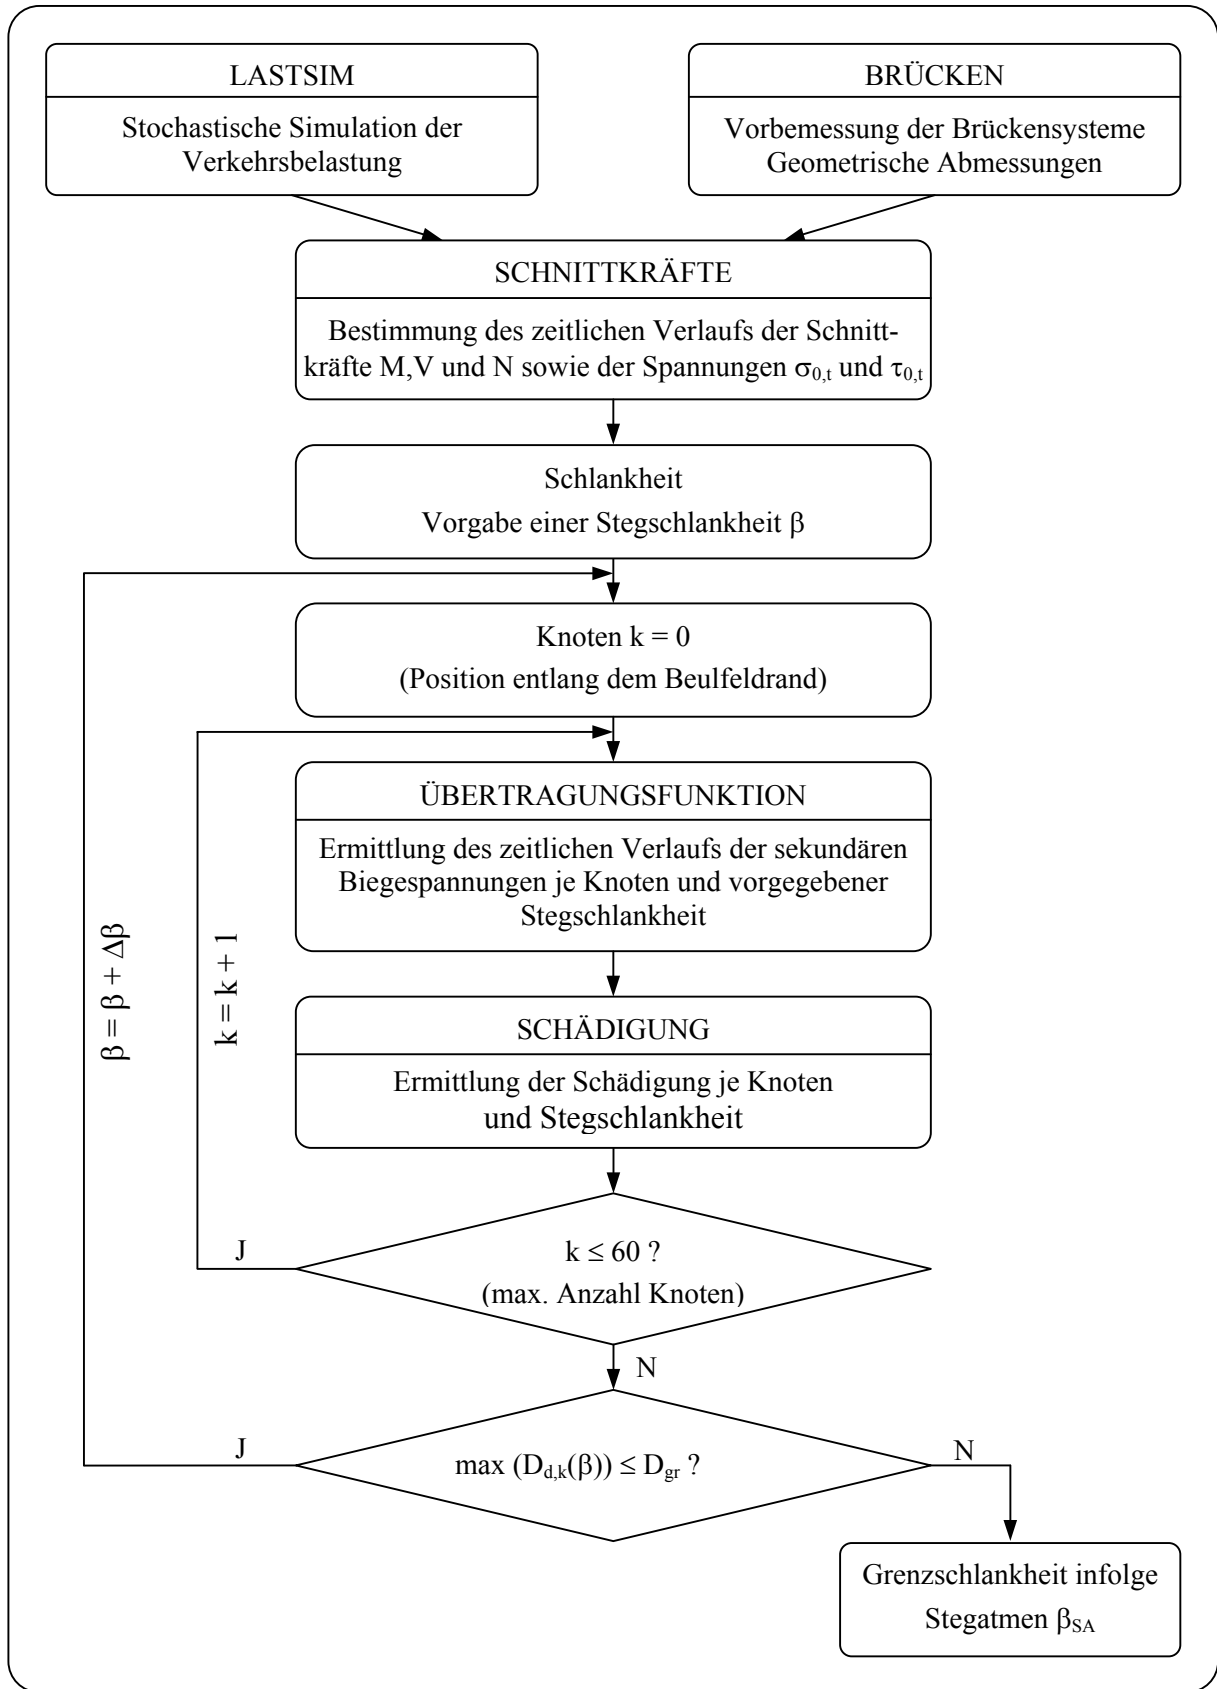 LASTSIM
Stochastische Simulation der
Verkehrsbelastung
BRÜCKEN
Vorbemessung der Brückensysteme
Geometrische Abmessungen
SCHNITTKRÄFTE
Bestimmung des zeitlichen Verlaufs der Schnitt-
kräfte M,V und N sowie der Spannungen σ0,t und τ0,t
Schlankheit
Vorgabe einer Stegschlankheit β
Knoten k = 0
(Position entlang dem Beulfeldrand)
ÜBERTRAGUNGSFUNKTION
Ermittlung des zeitlichen Verlaufs der sekundären
Biegespannungen je Knoten und vorgegebener
Stegschlankheit
β = β + Δβ
k = k + 1
SCHÄDIGUNG
Ermittlung der Schädigung je Knoten
und Stegschlankheit
J
k ≤ 60 ?
(max. Anzahl Knoten)
N
J
max (Dd,k(β)) ≤ Dgr ?
N
Grenzschlankheit infolge
Stegatmen βSA